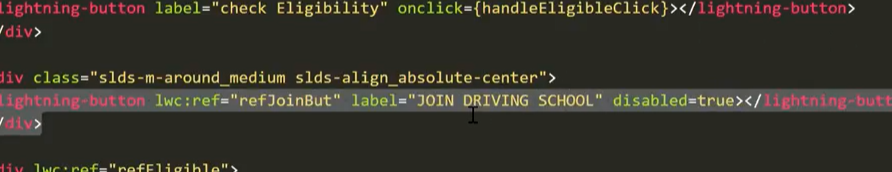 lightning-button label="check Eligibility" onclick={handleEligibleClick}></lightning-button>
/div>
div class="slds-m-around_medium slds-align_absolute-center">
lightning-button lwc:ref="refJoinBut" label="JOIN DRIVING SCHOOL" disabled=true></lightning-butt
/div>
div lwc:ref="refEligible">